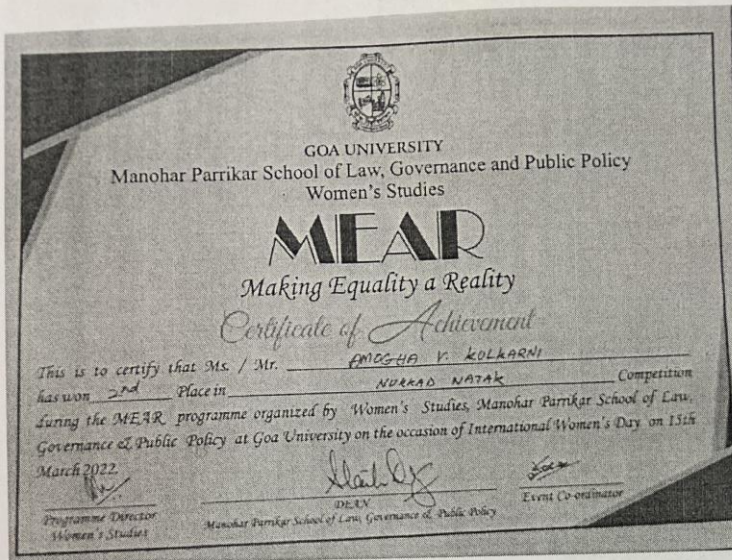 GOA UNIVERSITY
Manohar Parrikar School of Law, Governance and Public Policy
Women's Studies
MEAR
Making Equality a Reality
Certificate of Achievement
This is to certify that Ms. / Mr. AMOGHA V. KOLKARNI
has won 2nd Place in NUKKAD NATAK Competition
during the MEAR programme organized by Women's Studies, Manohar Parrikar School of Law,
Governance & Public Policy at Goa University on the occasion of International Women's Day on 15th
March 2022.
Programme Director
Women's Studies
DEAN
Manohar Parrikar School of Law, Governance & Public Policy
Event Co-ordinator